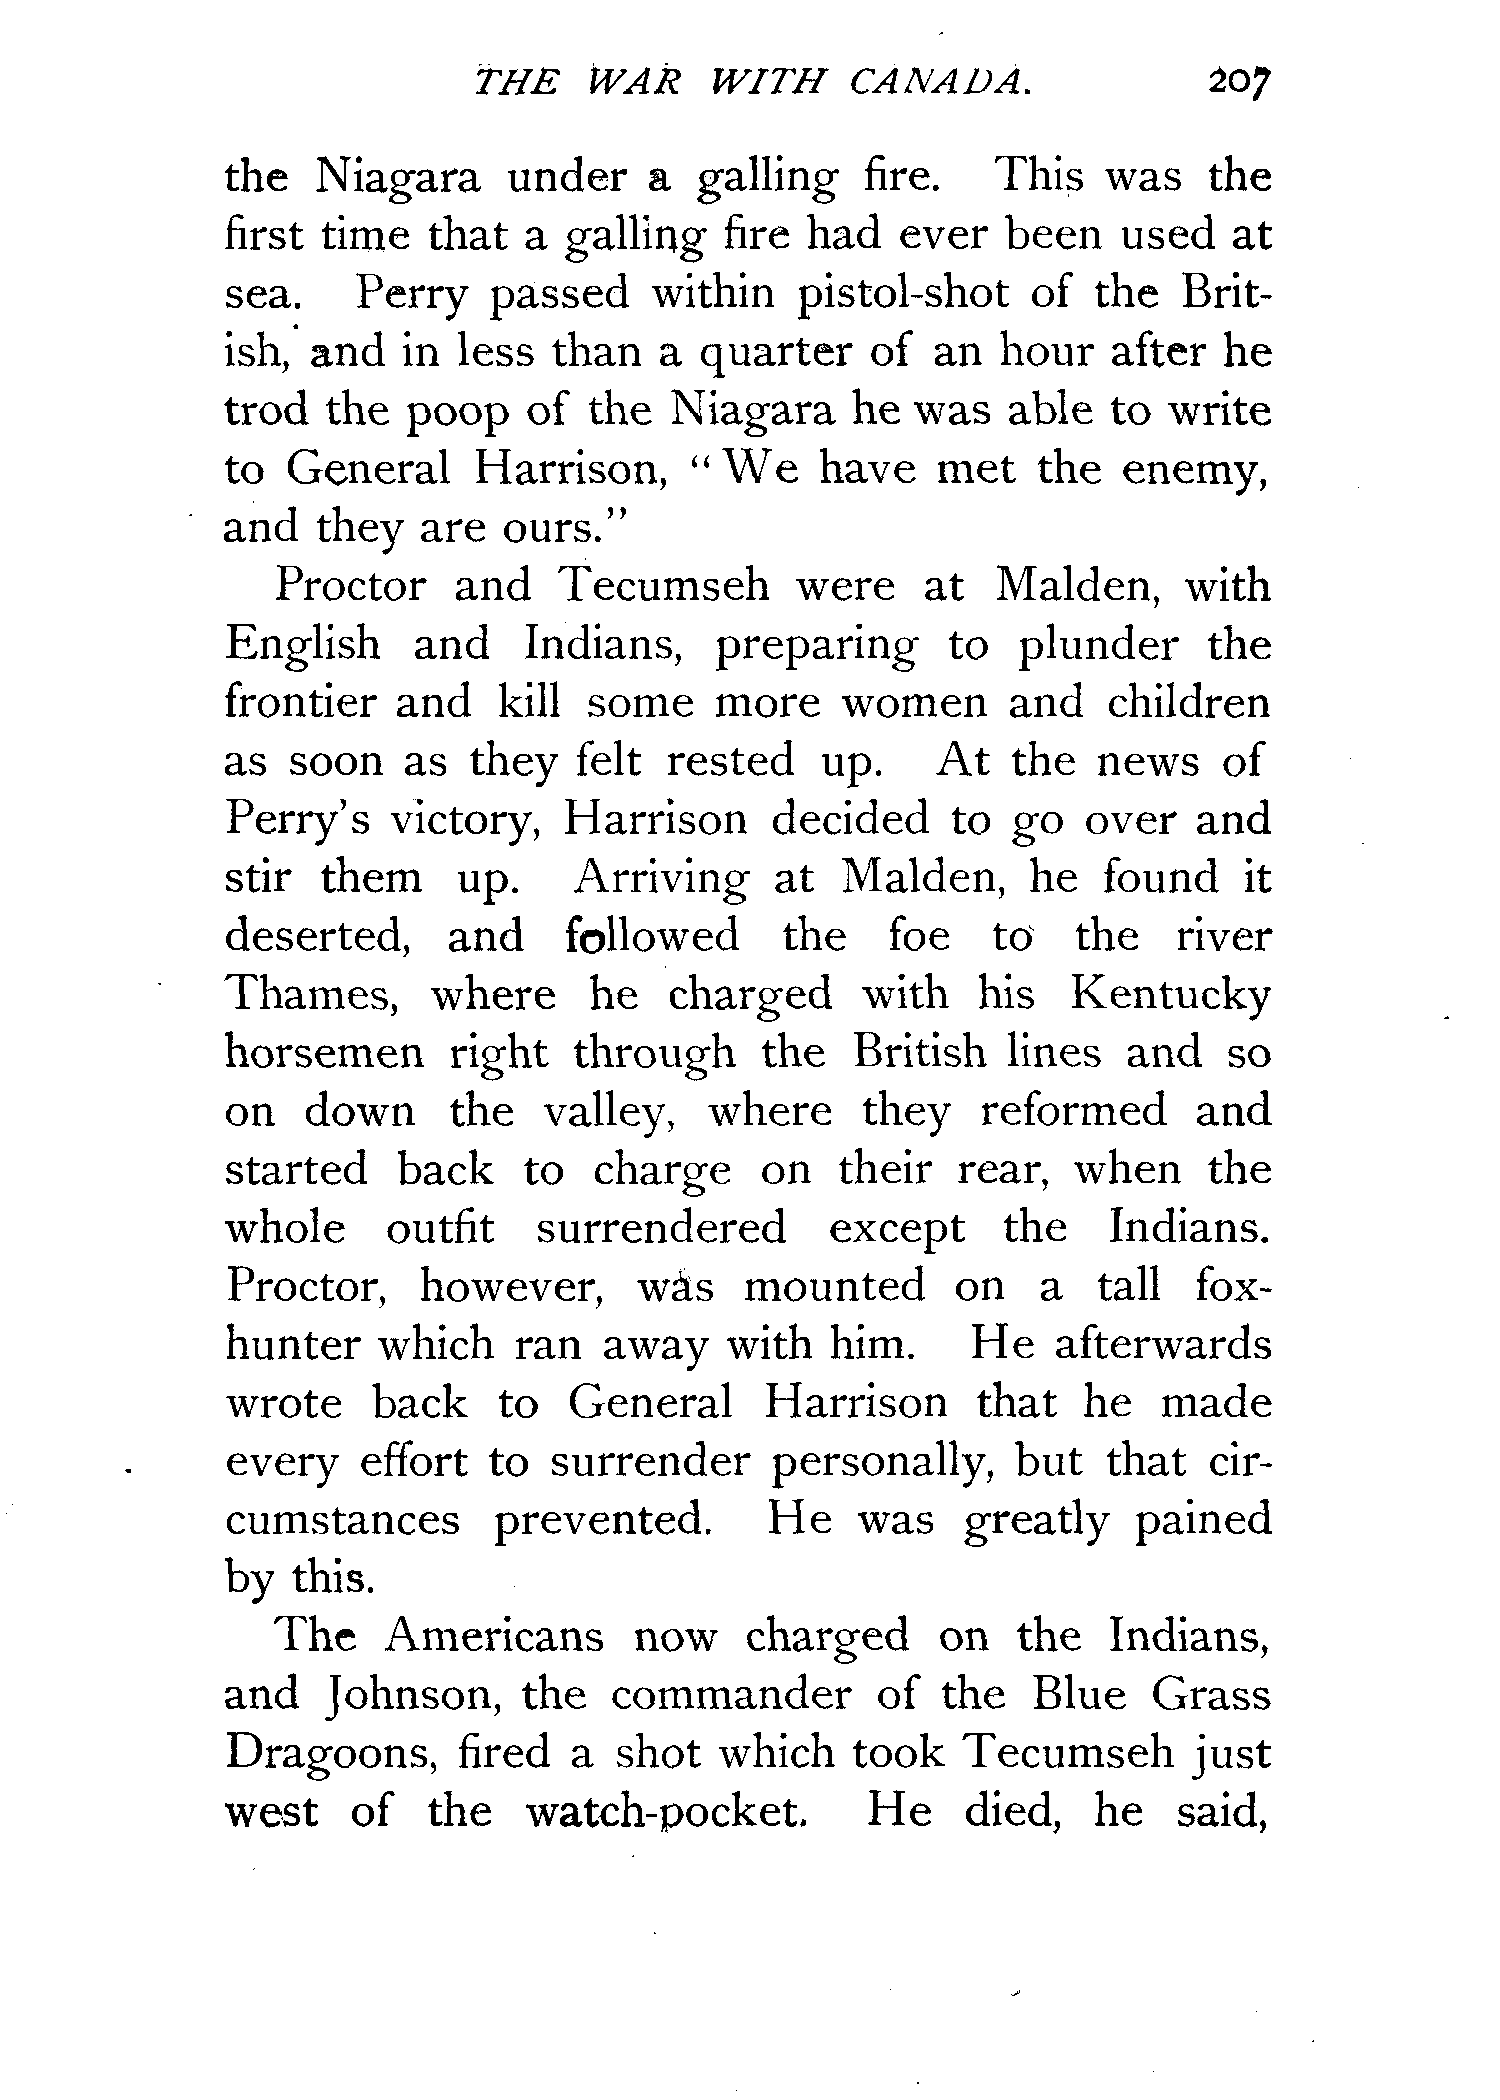 THE WAR WITH CANADA. 207
the Niagara under a galling fire. This was the
first time that a galling fire had ever been used at
sea. Perry passed within pistol-shot of the Brit-
ish, and in less than a quarter of an hour after he
trod the poop of the Niagara he was able to write
to General Harrison, "We have met the enemy,
and they are ours."
Proctor and Tecumseh were at Malden, with
English and Indians, preparing to plunder the
frontier and kill some more women and children
as soon as they felt rested up. At the news of
Perry's victory, Harrison decided to go over and
stir them up. Arriving at Malden, he found it
deserted, and followed the foe to the river
Thames, where he charged with his Kentucky
horsemen right through the British lines and so
on down the valley, where they reformed and
started back to charge on their rear, when the
whole outfit surrendered except the Indians.
Proctor, however, was mounted on a tall fox-
hunter which ran away with him. He afterwards
wrote back to General Harrison that he made
every effort to surrender personally, but that cir-
cumstances prevented. He was greatly pained
by this.
The Americans now charged on the Indians,
and Johnson, the commander of the Blue Grass
Dragoons, fired a shot which took Tecumseh just
west of the watch-pocket. He died, he said,